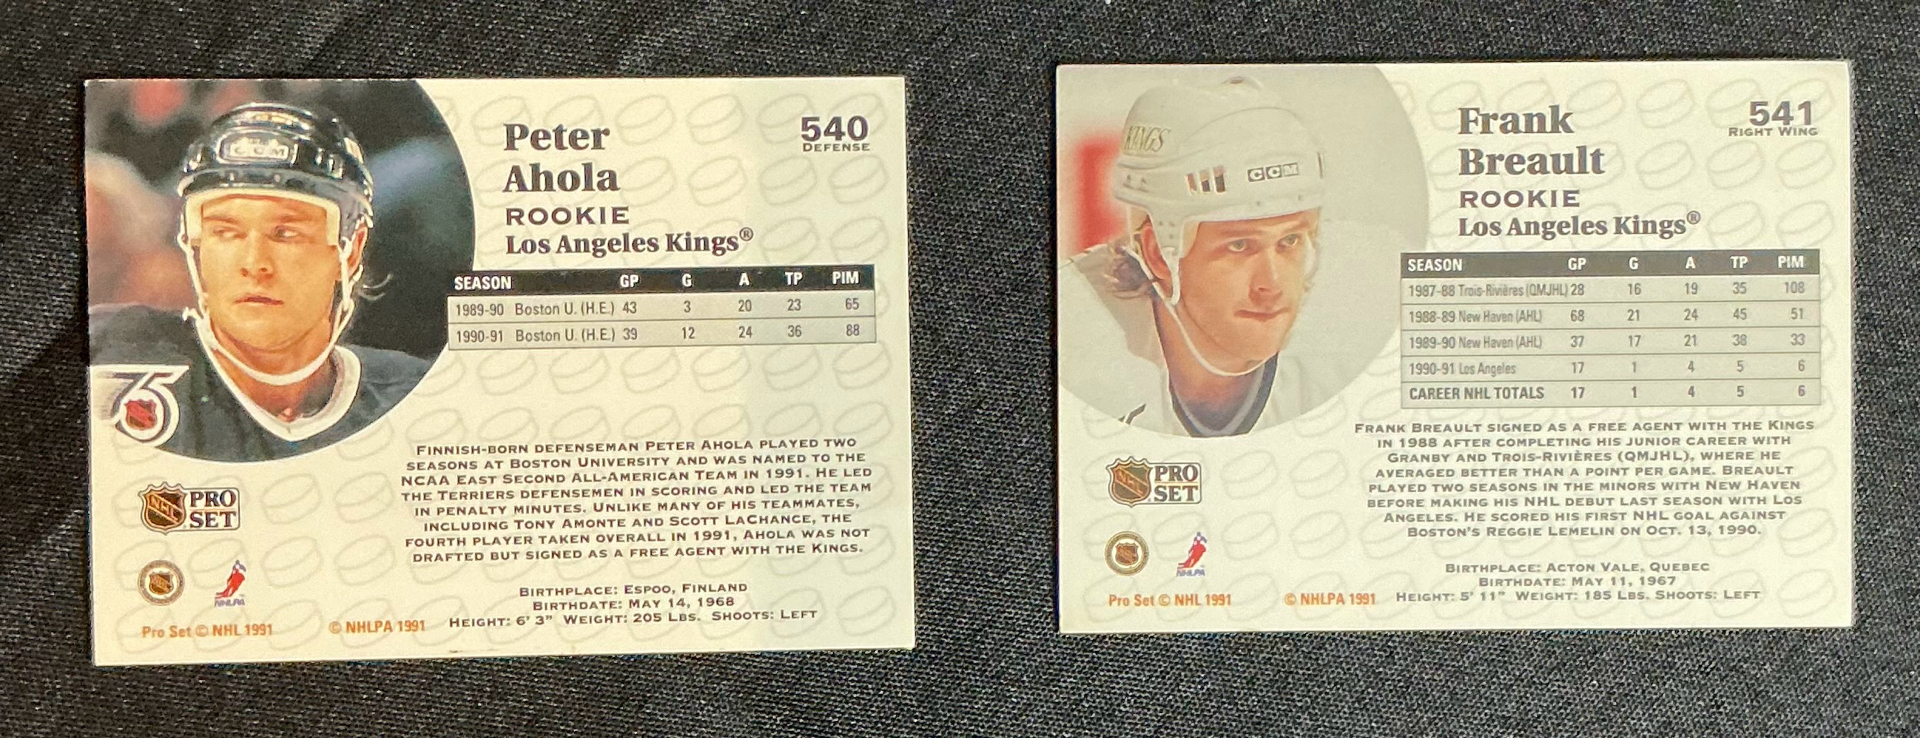 CCM
75
NHL
Peter
Ahola
ROOKIE
Los Angeles Kings®
540
DEFENSE
SEASON GP G A TP PIM
1989-90 Boston U. (H.E.) 43 3 20 23 65
1990-91 Boston U. (H.E.) 39 12 24 36 88
FINNISH-BORN DEFENSEMAN PETER AHOLA PLAYED TWO
SEASONS AT BOSTON UNIVERSITY AND WAS NAMED TO THE
NCAA EAST SECOND ALL-AMERICAN TEAM IN 1991. HE LED
THE TERRIERS DEFENSEMEN IN SCORING AND LED THE TEAM
IN PENALTY MINUTES. UNLIKE MANY OF HIS TEAMMATES,
INCLUDING TONY AMONTE AND SCOTT LACHANCE, THE
FOURTH PLAYER TAKEN OVERALL IN 1991, AHOLA WAS NOT
DRAFTED BUT SIGNED AS A FREE AGENT WITH THE KINGS.
NHL PRO
SET
NHLPA
BIRTHPLACE: ESPOO, FINLAND
BIRTHDATE: MAY 14, 1968
HEIGHT: 6' 3" WEIGHT: 205 LBS. SHOOTS: LEFT
Pro Set © NHL 1991 © NHLPA 1991
KINGS
CCM
Frank
Breault
ROOKIE
Los Angeles Kings®
541
RIGHT WING
SEASON GP G A TP PIM
1987-88 Trois-Rivières (QMJHL) 28 16 19 35 108
1988-89 New Haven (AHL) 68 21 24 45 51
1989-90 New Haven (AHL) 37 17 21 38 33
1990-91 Los Angeles 17 1 4 5 6
CAREER NHL TOTALS 17 1 4 5 6
FRANK BREAULT SIGNED AS A FREE AGENT WITH THE KINGS
IN 1988 AFTER COMPLETING HIS JUNIOR CAREER WITH
GRANBY AND TROIS-RIVIÈRES (QMJHL), WHERE HE
AVERAGED BETTER THAN A POINT PER GAME. BREAULT
PLAYED TWO SEASONS IN THE MINORS WITH NEW HAVEN
BEFORE MAKING HIS NHL DEBUT LAST SEASON WITH LOS
ANGELES. HE SCORED HIS FIRST NHL GOAL AGAINST
BOSTON'S REGGIE LEMELIN ON OCT. 13, 1990.
NHL PRO
SET
NHLPA
BIRTHPLACE: ACTON VALE, QUEBEC
BIRTHDATE: MAY 11, 1967
HEIGHT: 5' 11" WEIGHT: 185 LBS. SHOOTS: LEFT
Pro Set © NHL 1991 © NHLPA 1991